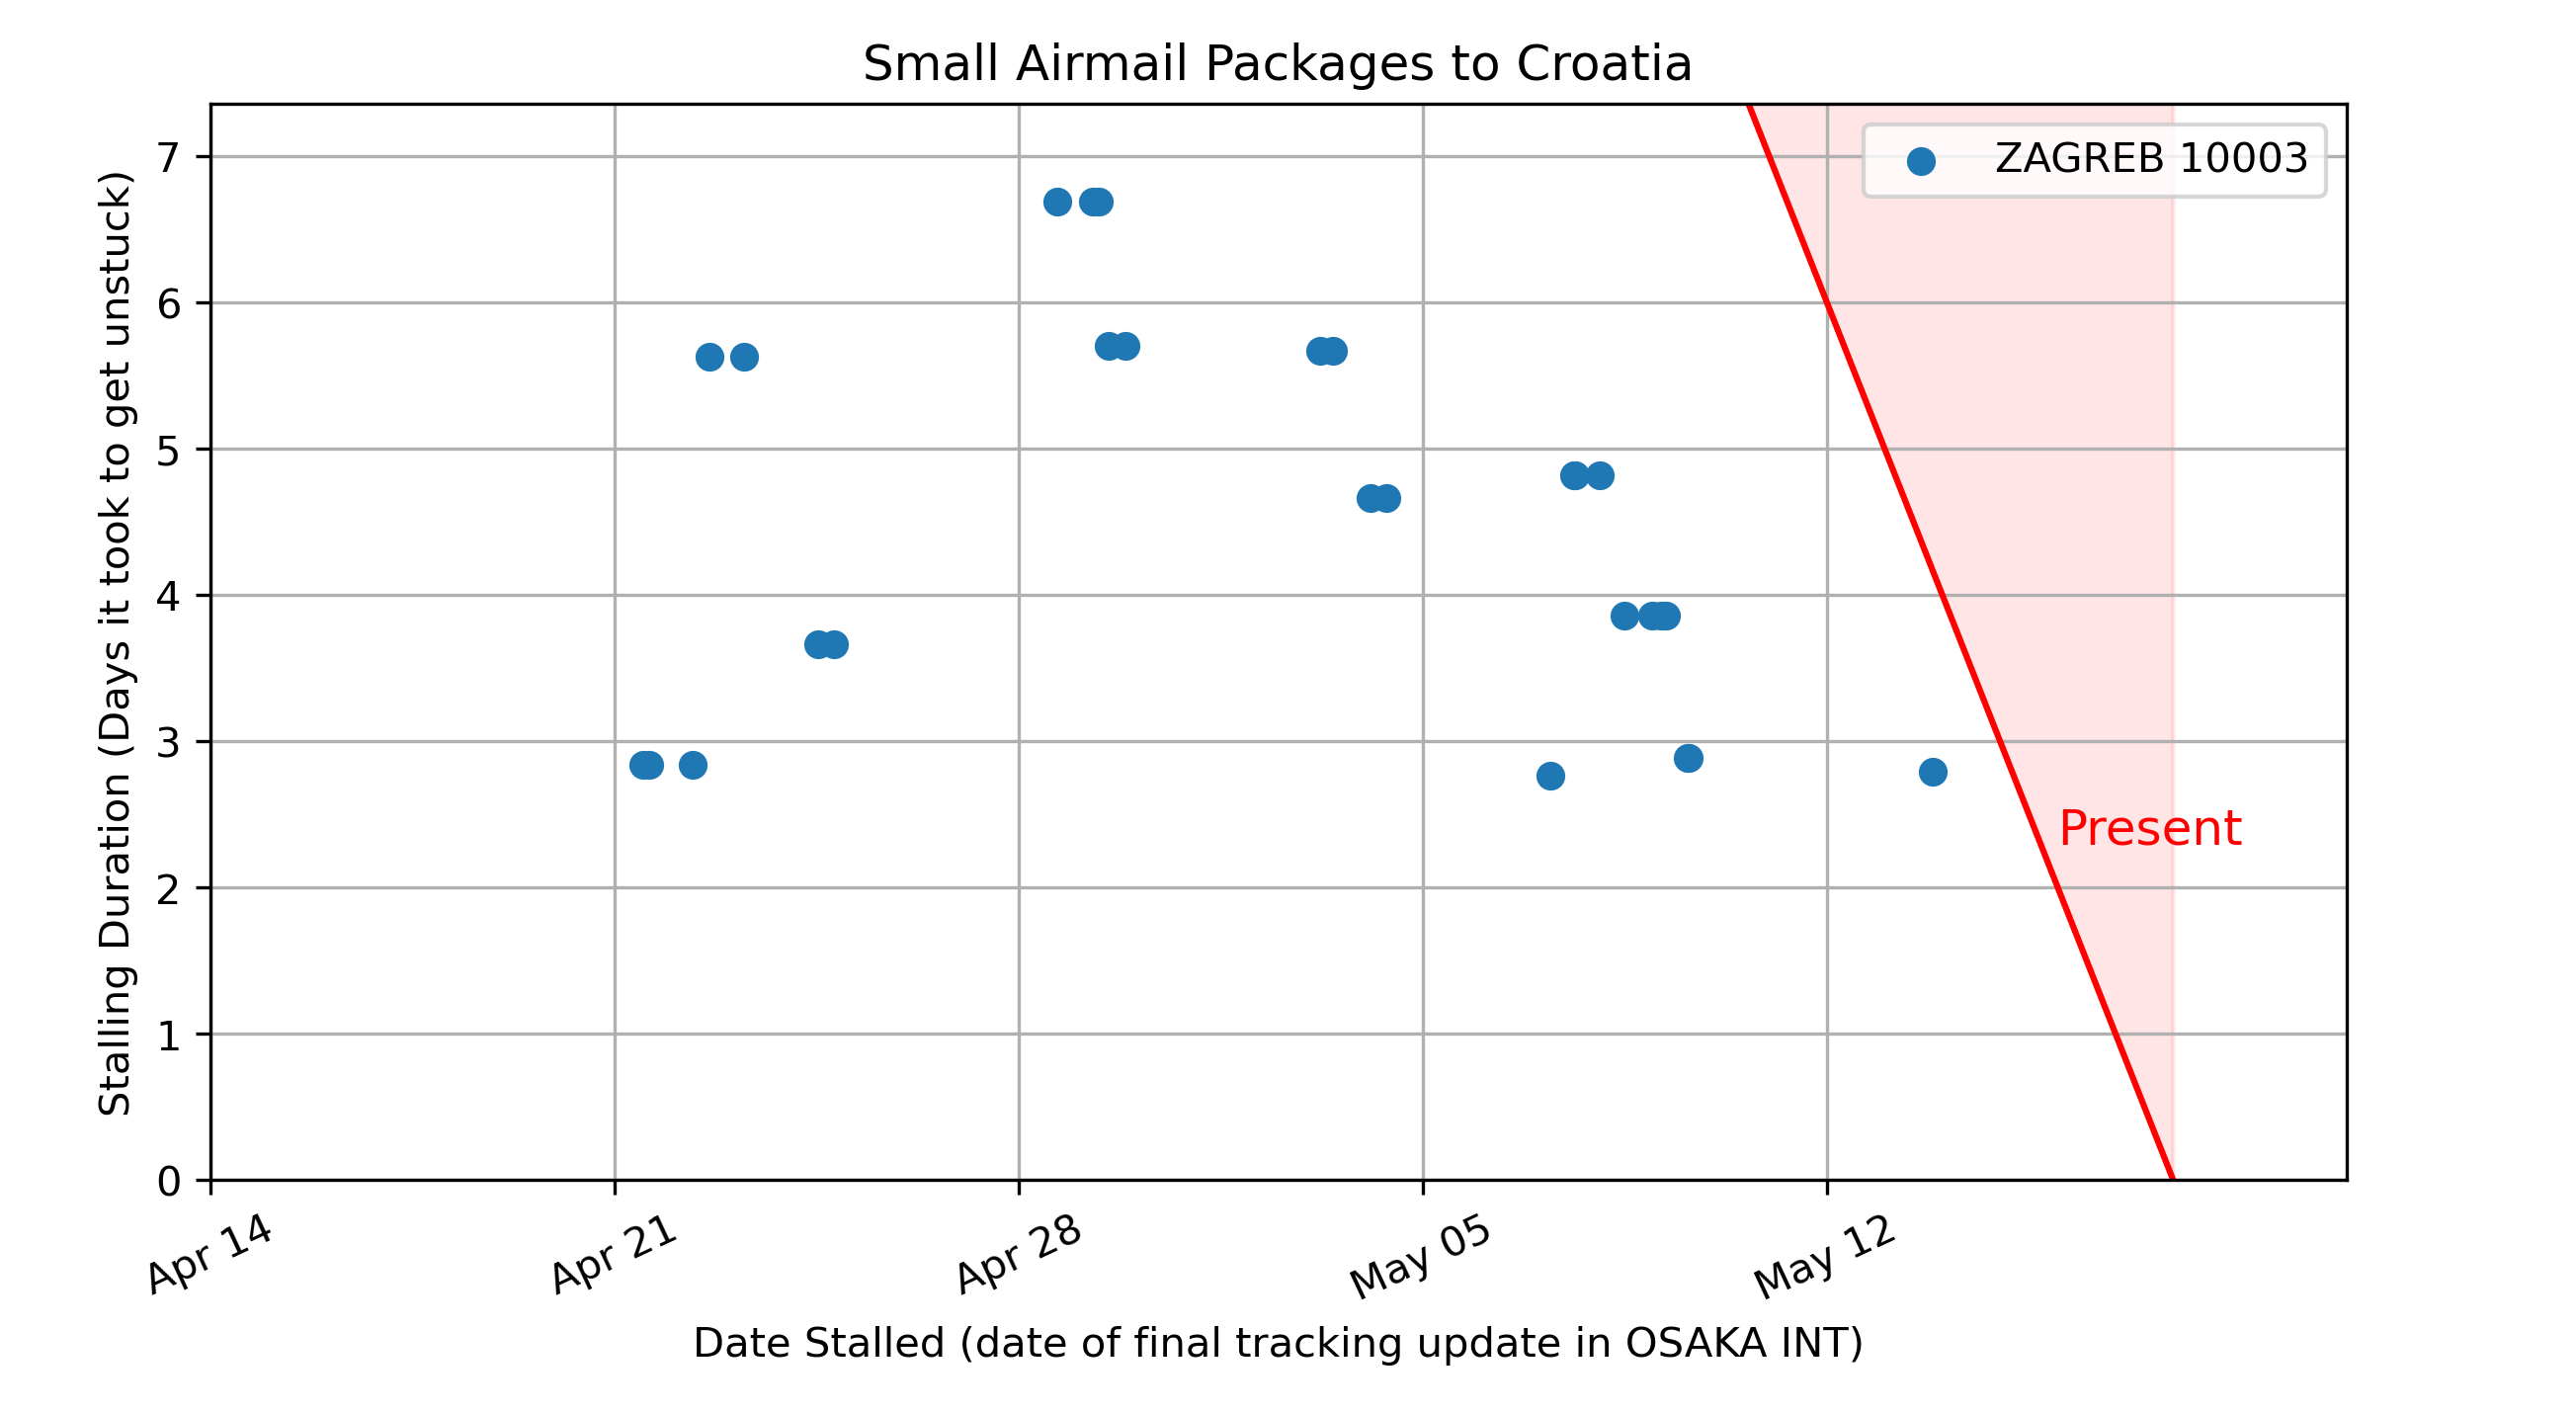 Small Airmail Packages to Croatia
ZAGREB 10003
Stalling Duration (Days it took to get unstuck)
7
6
5
4
3
2
1
0
Present
Apr 14
Apr 21
Apr 28
May 05
May 12
Date Stalled (date of final tracking update in OSAKA INT)